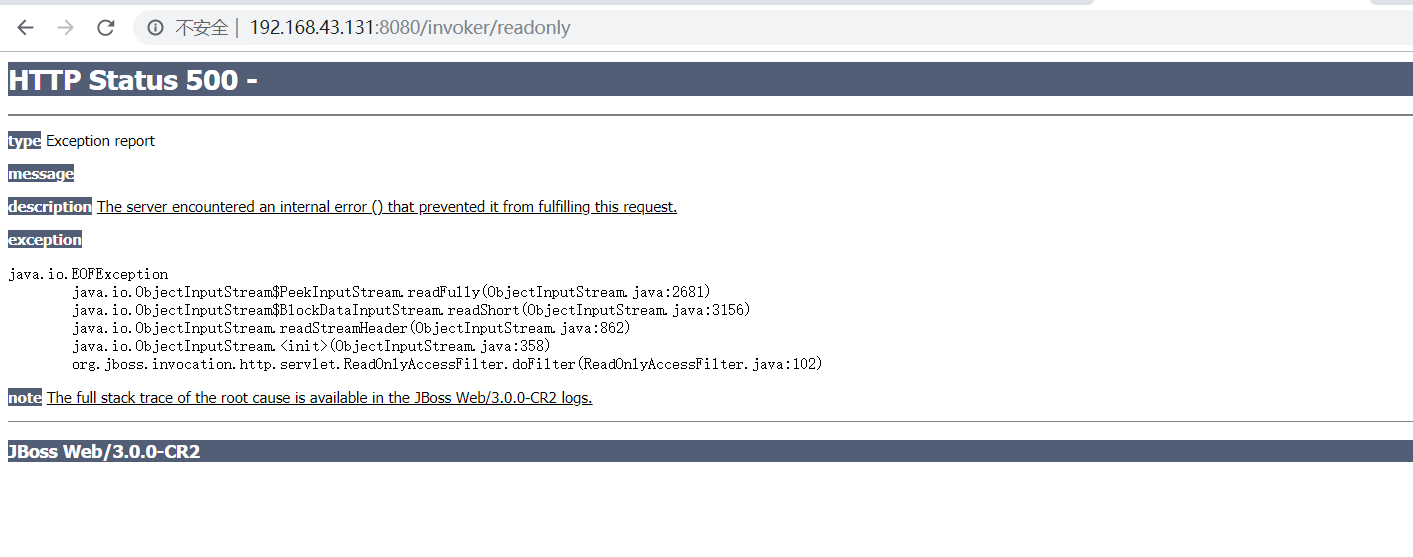 不安全 | 192.168.43.131:8080/invoker/readonly
HTTP Status 500 -
type Exception report
message
description The server encountered an internal error () that prevented it from fulfilling this request.
exception
java.io.EOFException
java.io.ObjectInputStream$PeekInputStream.readFully(ObjectInputStream.java:2681)
java.io.ObjectInputStream$BlockDataInputStream.readShort(ObjectInputStream.java:3156)
java.io.ObjectInputStream.readStreamHeader(ObjectInputStream.java:862)
java.io.ObjectInputStream.<init>(ObjectInputStream.java:358)
org.jboss.invocation.http.servlet.ReadOnlyAccessFilter.doFilter(ReadOnlyAccessFilter.java:102)
note The full stack trace of the root cause is available in the JBoss Web/3.0.0-CR2 logs.
JBoss Web/3.0.0-CR2